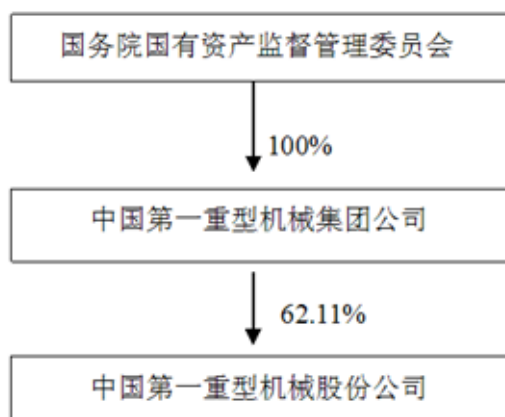 国务院国有资产监督管理委员会
100%
中国第一重型机械集团公司
62.11%
中国第一重型机械股份公司